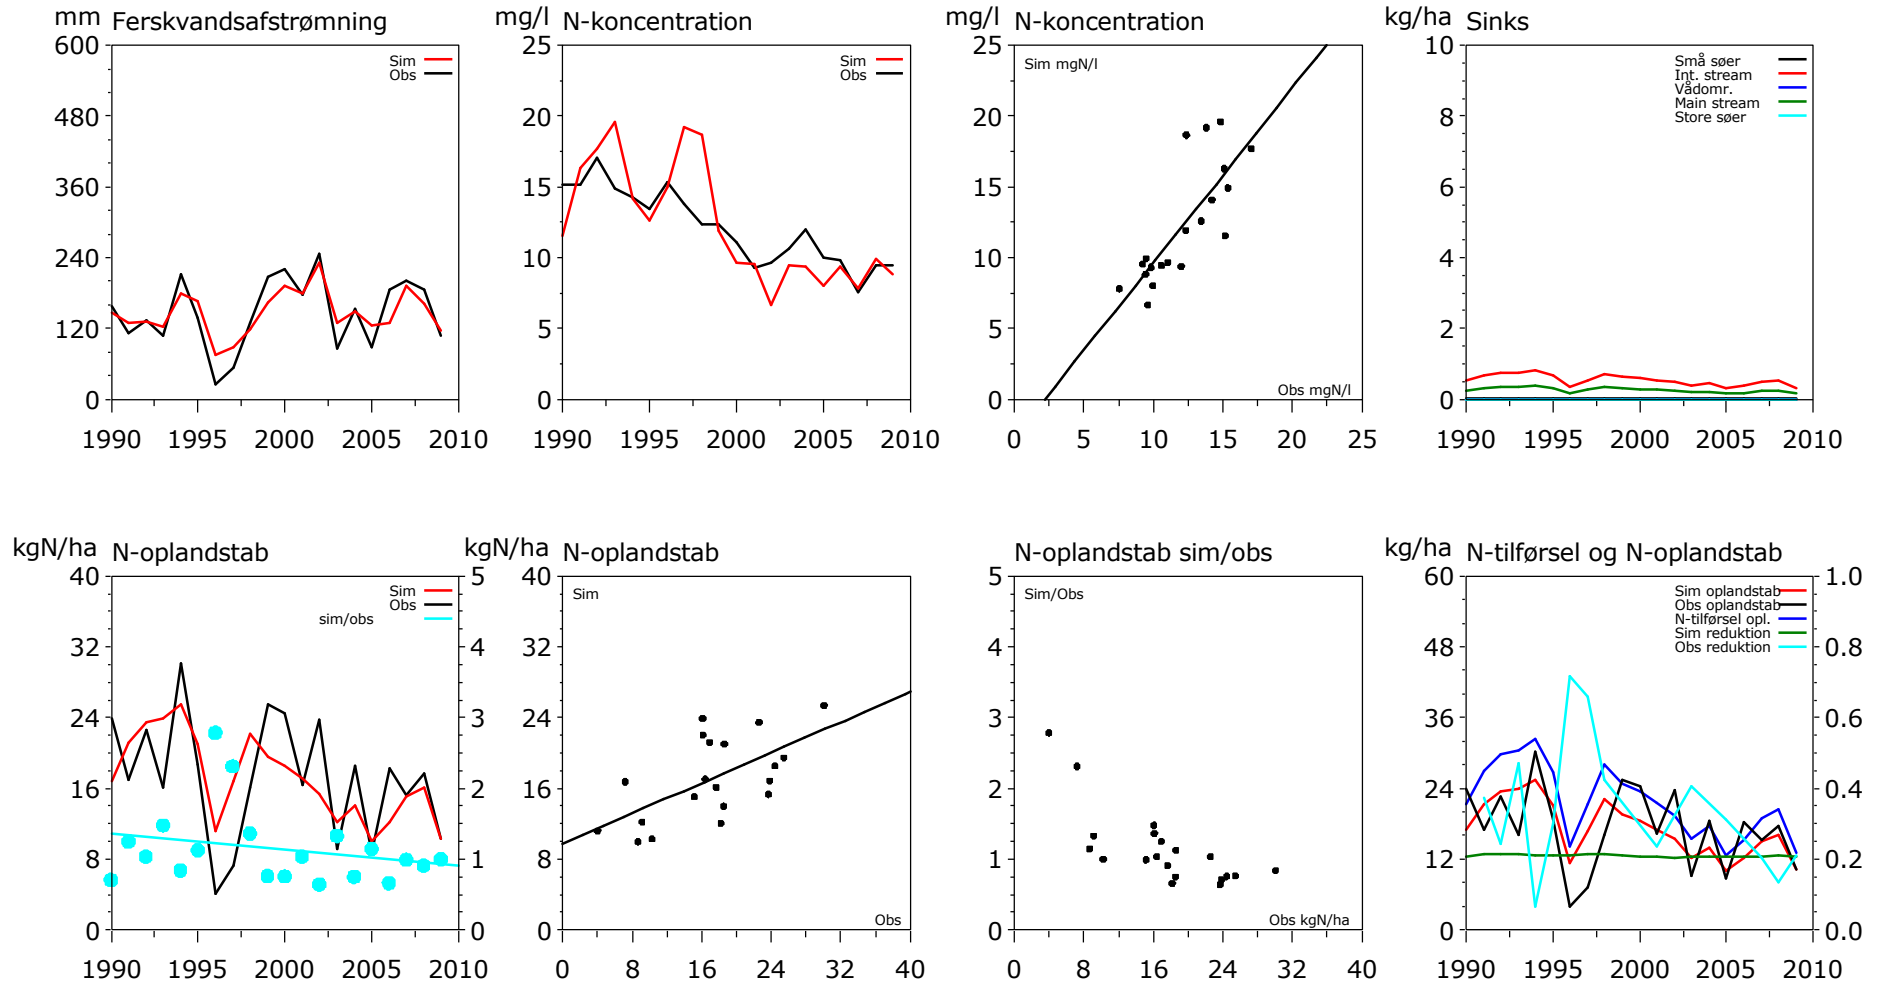 mm Ferskvandsafstrømning
600
480
360
240
120
0
1990 1995 2000 2005 2010
Sim
Obs
mg/l N-koncentration
25
20
15
10
5
0
1990 1995 2000 2005 2010
Sim
Obs
mg/l N-koncentration
25
20
15
10
5
0
0 5 10 15 20 25
Sim mgN/l
Obs mgN/l
kg/ha Sinks
10
8
6
4
2
0
1990 1995 2000 2005 2010
Små søer
Int. stream
Vådomr.
Main stream
Store søer
kgN/ha N-oplandstab
40
32
24
16
8
0
5
4
3
2
1
0
1990 1995 2000 2005 2010
Sim
Obs
sim/obs
kgN/ha N-oplandstab
40
32
24
16
8
0
0 8 16 24 32 40
Sim
Obs
N-oplandstab sim/obs
5
4
3
2
1
0
0 8 16 24 32 40
Sim/Obs
Obs kgN/ha
kg/ha N-tilførsel og N-oplandstab
60
48
36
24
12
0
1.0
0.8
0.6
0.4
0.2
0.0
1990 1995 2000 2005 2010
Sim oplandstab
Obs oplandstab
N-tilførsel opl.
Sim reduktion
Obs reduktion